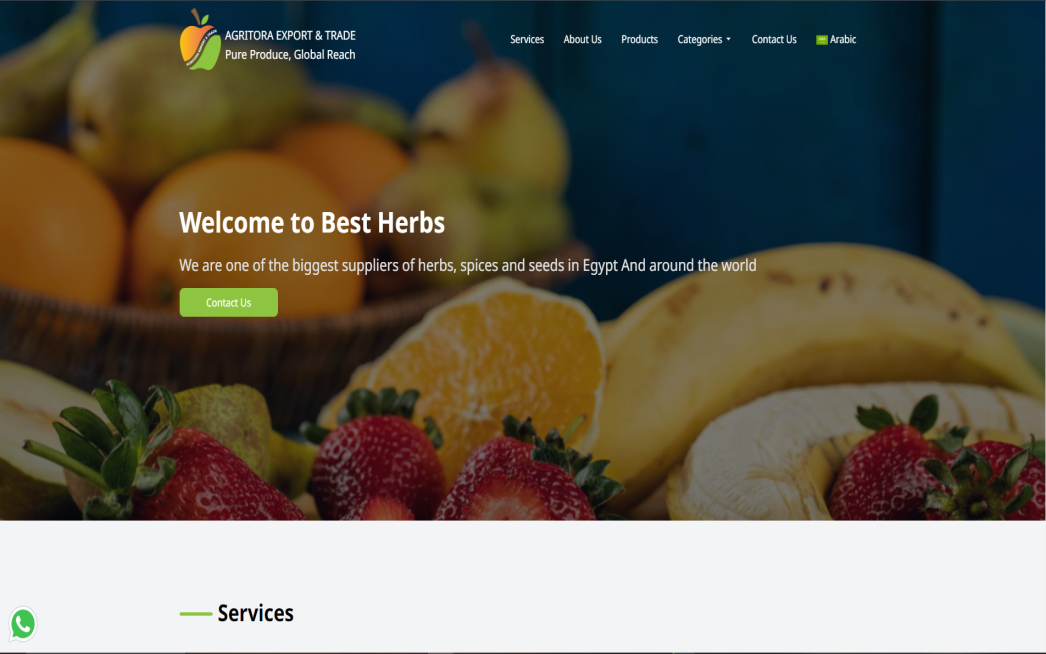 AGRITORA EXPORT & TRADE
Pure Produce, Global Reach
Services
About Us
Products
Categories
Contact Us
Arabic
Welcome to Best Herbs
We are one of the biggest suppliers of herbs, spices and seeds in Egypt And around the world
Contact Us
Services